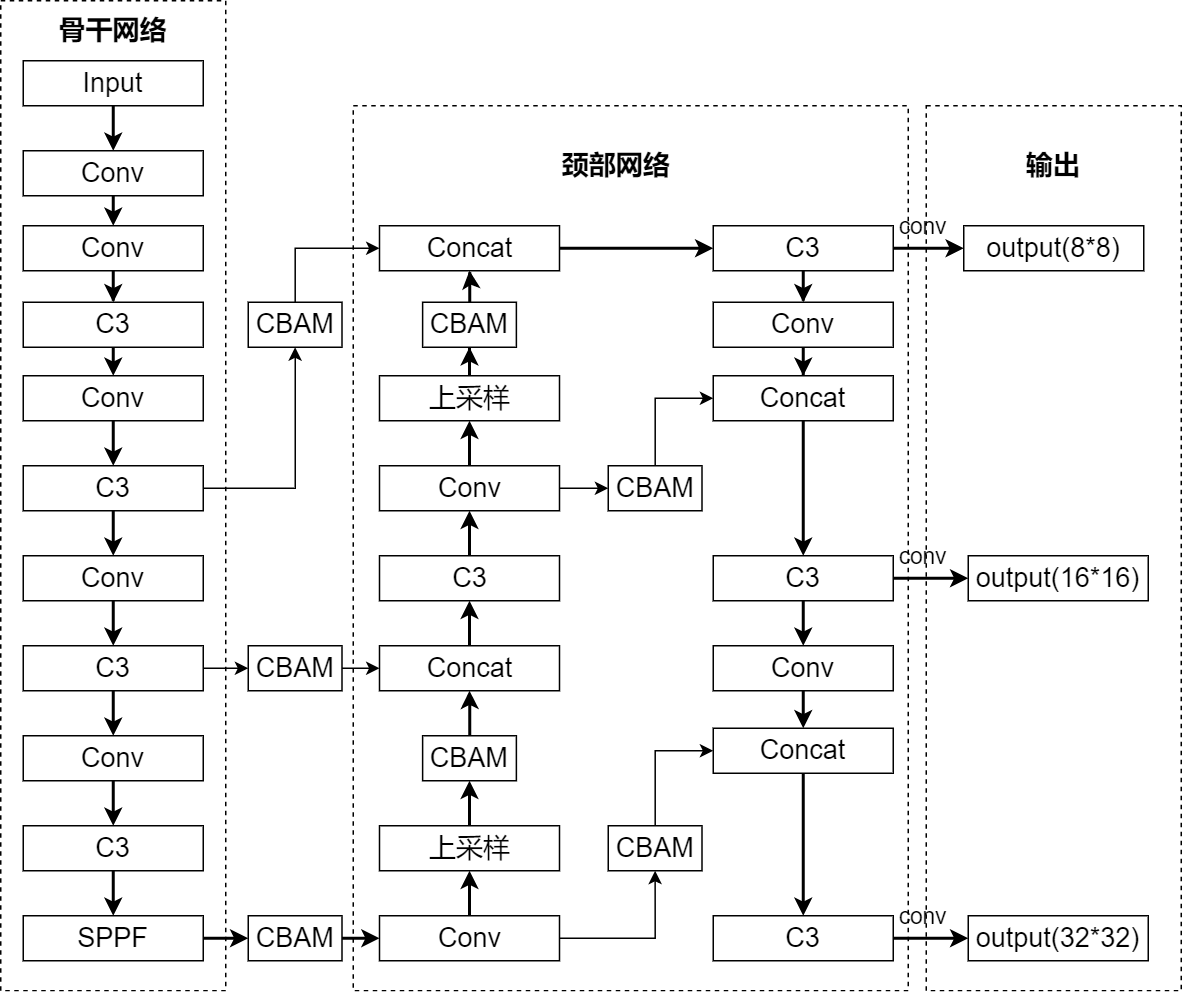 骨干网络
Input
Conv
Conv
C3
Conv
C3
Conv
C3
Conv
C3
SPPF
CBAM
CBAM
CBAM
颈部网络
Concat
CBAM
上采样
Conv
C3
Concat
CBAM
上采样
Conv
CBAM
CBAM
C3
Conv
Concat
C3
Conv
Concat
C3
输出
conv
output(8*8)
conv
output(16*16)
conv
output(32*32)